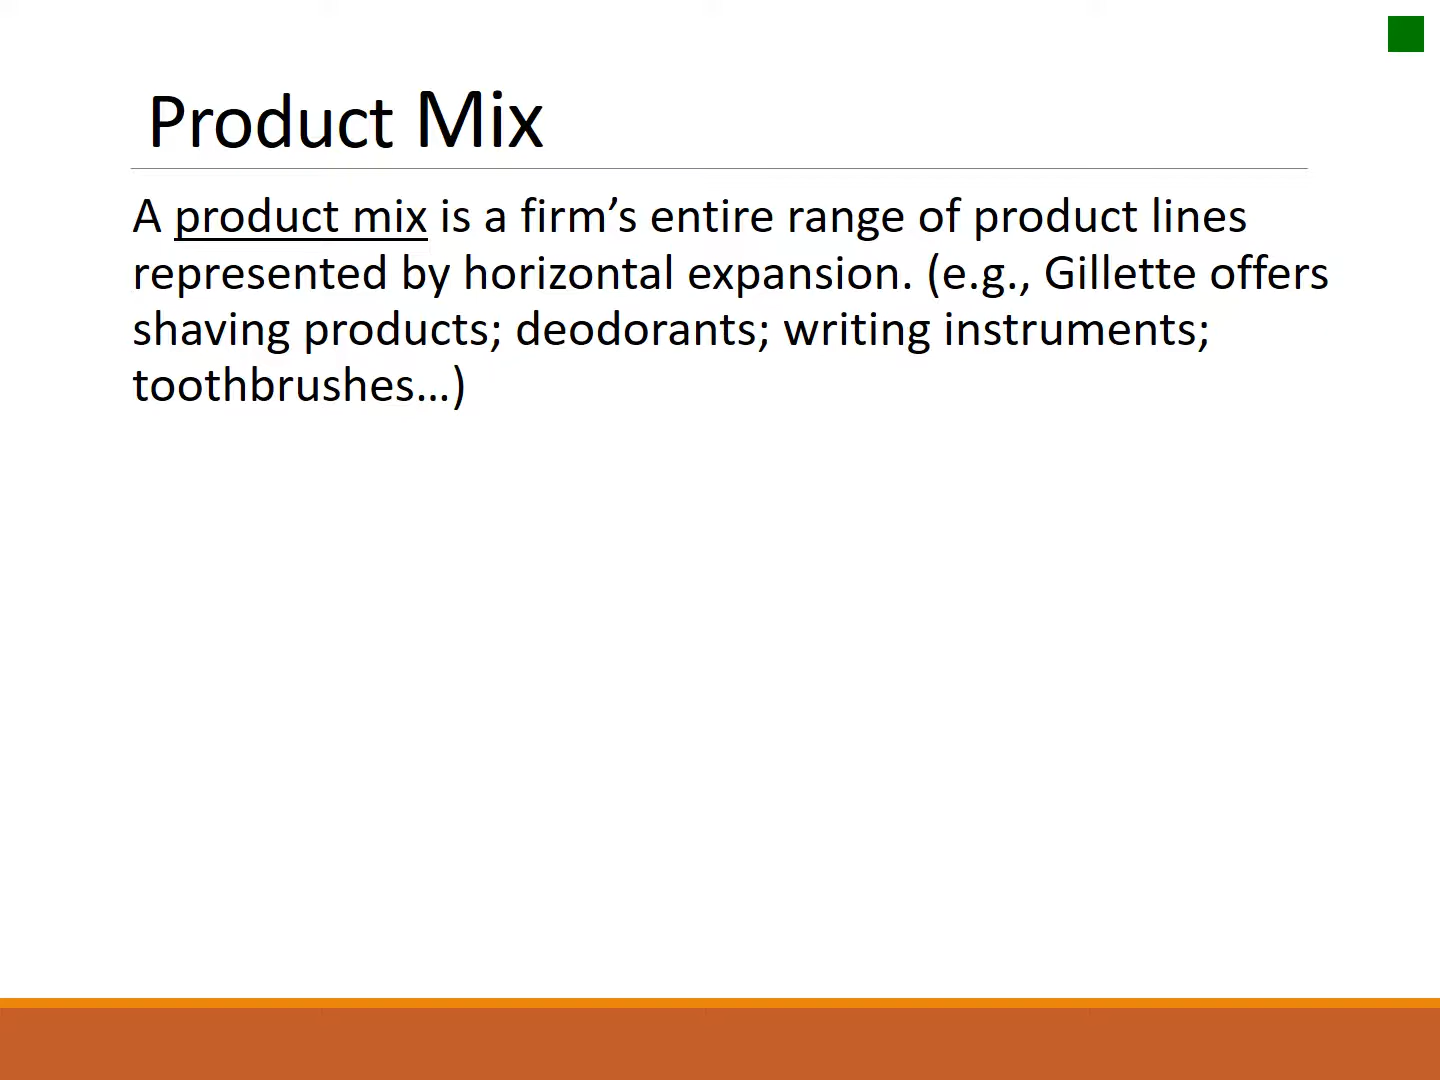 Product Mix
A product mix is a firm’s entire range of product lines
represented by horizontal expansion. (e.g., Gillette offers
shaving products; deodorants; writing instruments;
toothbrushes…)